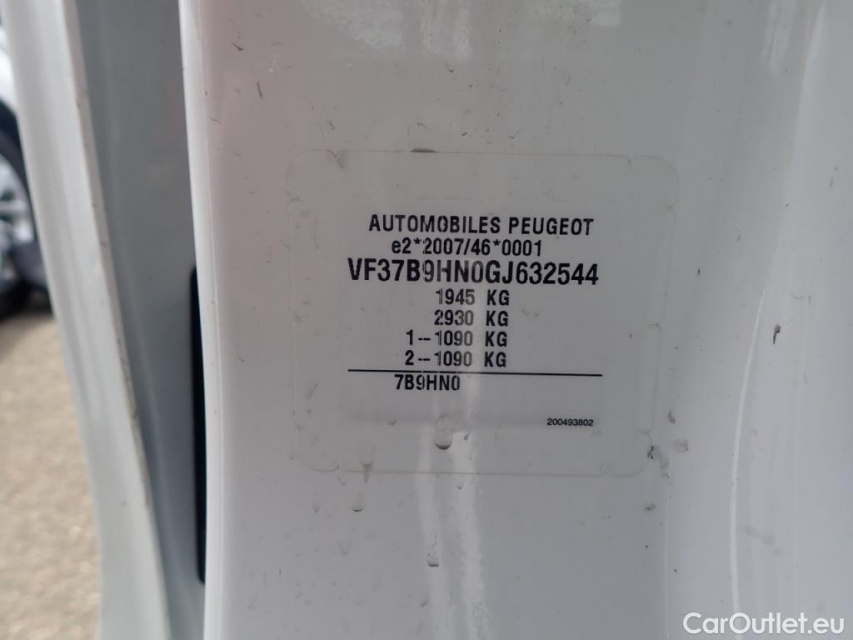 AUTOMOBILES PEUGEOT
e2*2007/46*0001
VF37B9HN0GJ632544
1945 KG
2930 KG
1--1090 KG
2--1090 KG
7B9HN0
200493802
CarOutlet.eu